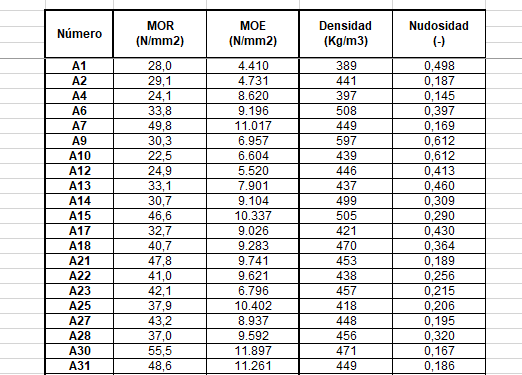 Número MOR (N/mm2) MOE (N/mm2) Densidad (Kg/m3) Nudosidad (-)
A1 28,0 4.410 389 0,498
A2 29,1 4.731 441 0,187
A4 24,1 8.620 397 0,145
A6 33,8 9.196 508 0,397
A7 49,8 11.017 449 0,169
A9 30,3 6.957 597 0,612
A10 22,5 6.604 439 0,612
A12 24,9 5.520 446 0,413
A13 33,1 7.901 437 0,460
A14 30,7 9.104 499 0,309
A15 46,6 10.337 505 0,290
A17 32,7 9.026 421 0,430
A18 40,7 9.283 470 0,364
A21 47,8 9.741 453 0,189
A22 41,0 9.621 438 0,256
A23 42,1 6.796 457 0,215
A25 37,9 10.402 418 0,206
A27 43,2 8.937 448 0,195
A28 37,0 9.592 456 0,320
A30 55,5 11.897 471 0,167
A31 48,6 11.261 449 0,186